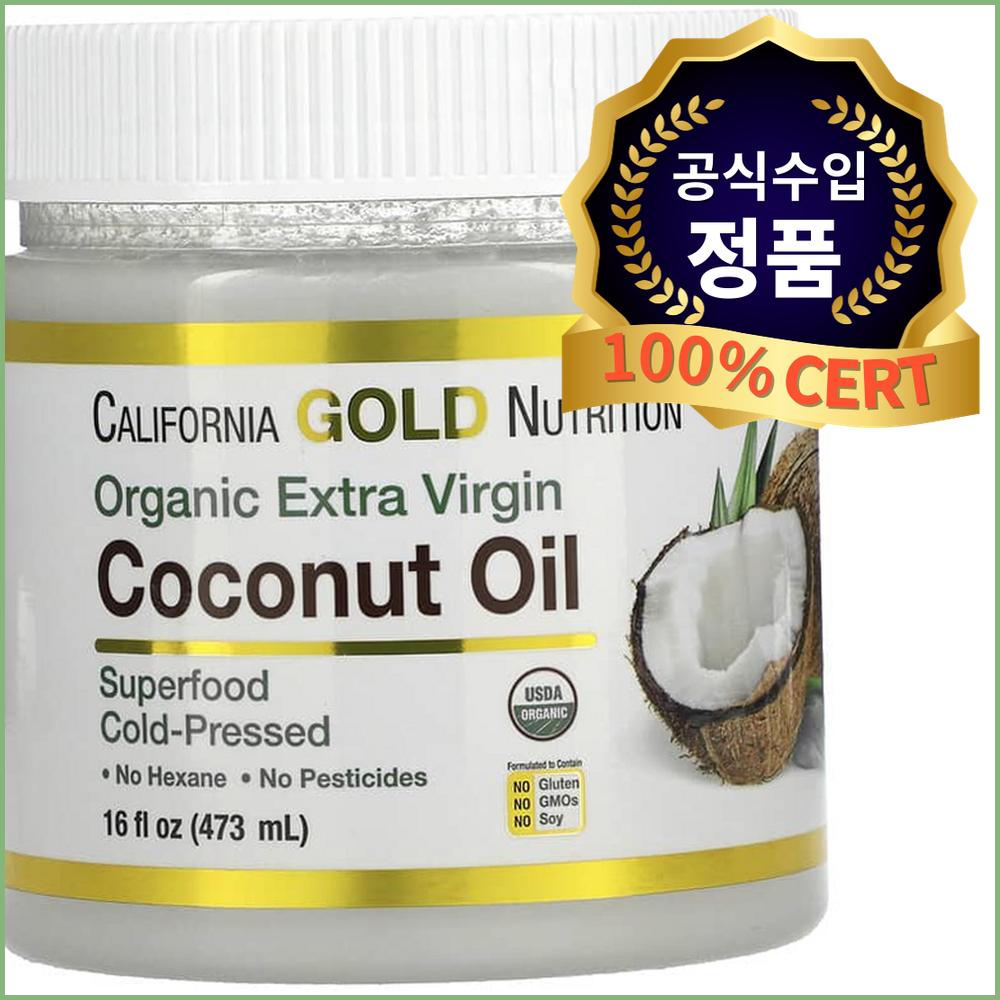 공식수입
정품
100% CERT
CALIFORNIA GOLD NUTRITION
Organic Extra Virgin
Coconut Oil
Superfood
Cold-Pressed
• No Hexane • No Pesticides
16 fl oz (473 mL)
USDA
ORGANIC
Formulated to Contain
NO Gluten
NO GMOs
NO Soy